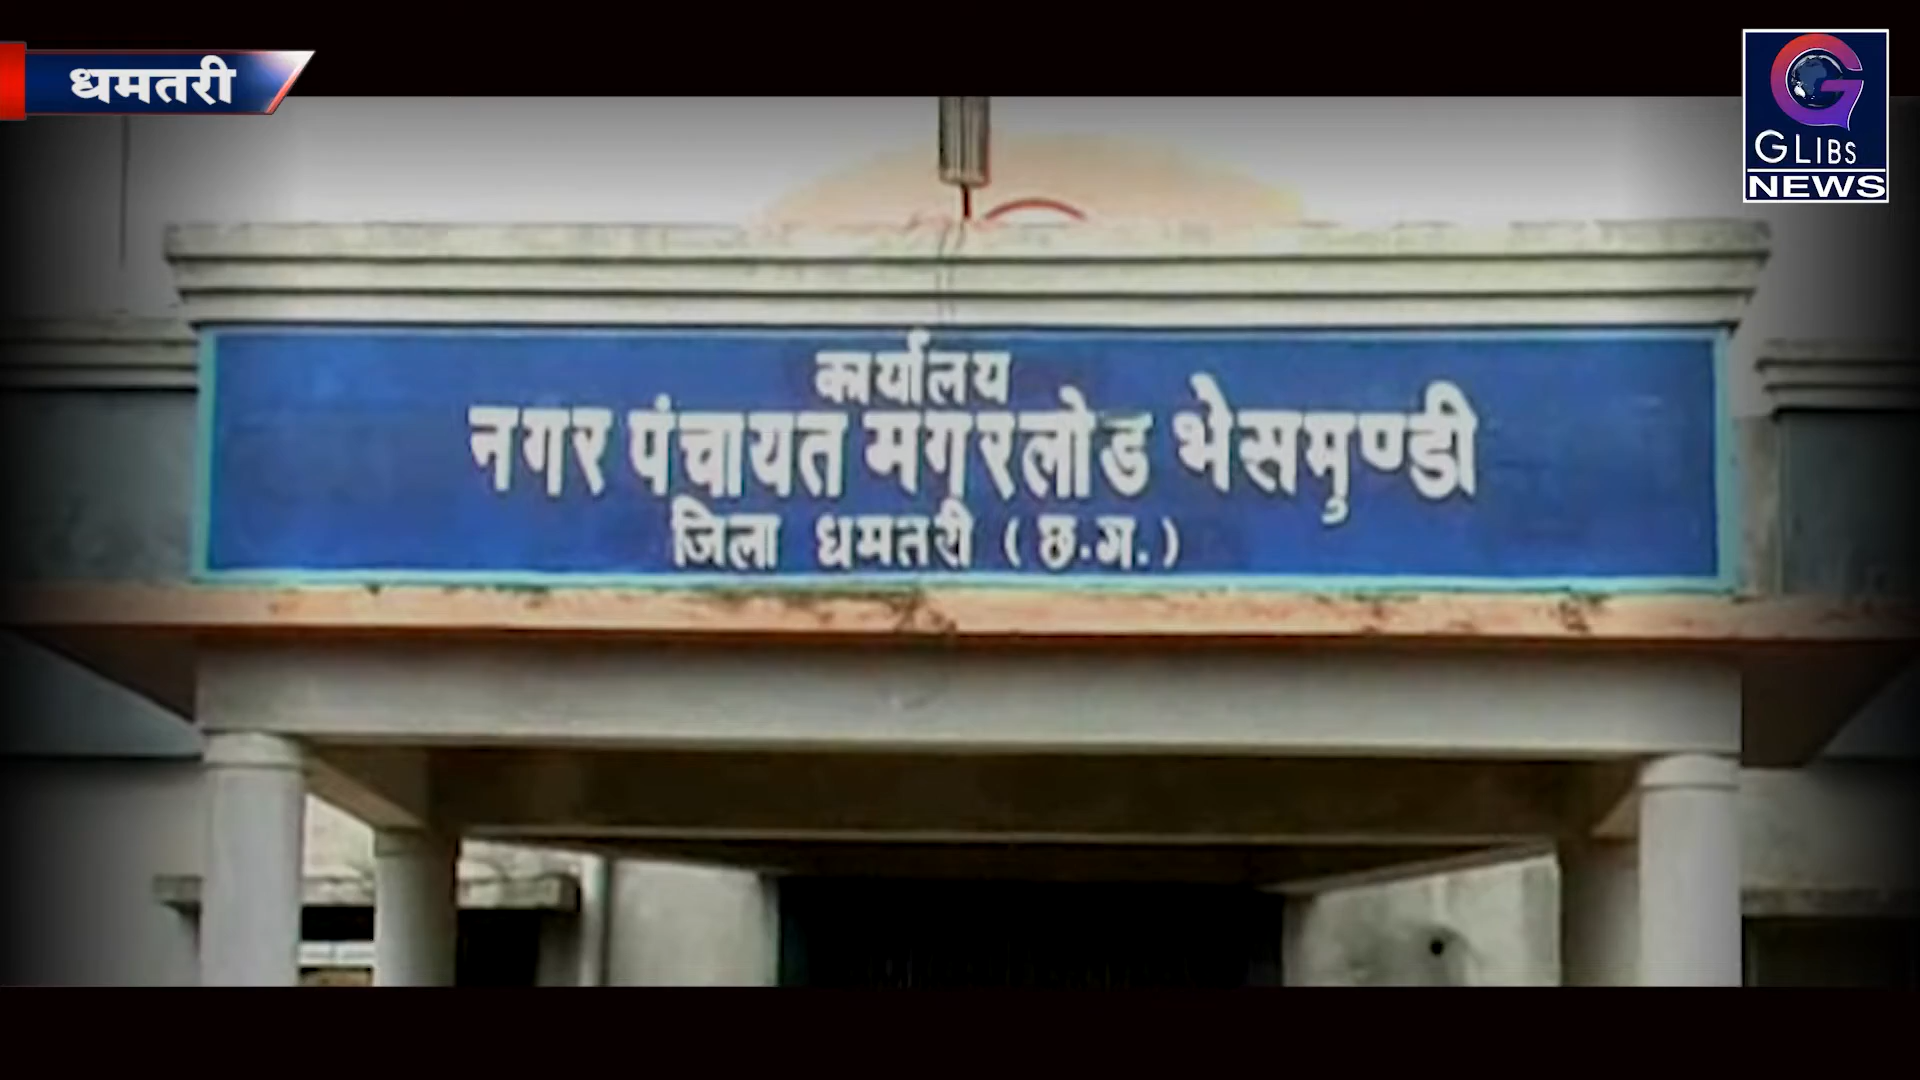 धमतरी
GLIBS
NEWS
कार्यालय
नगर पंचायत मगरलोड भेसमुण्डी
जिला धमतरी (छ.ग.)